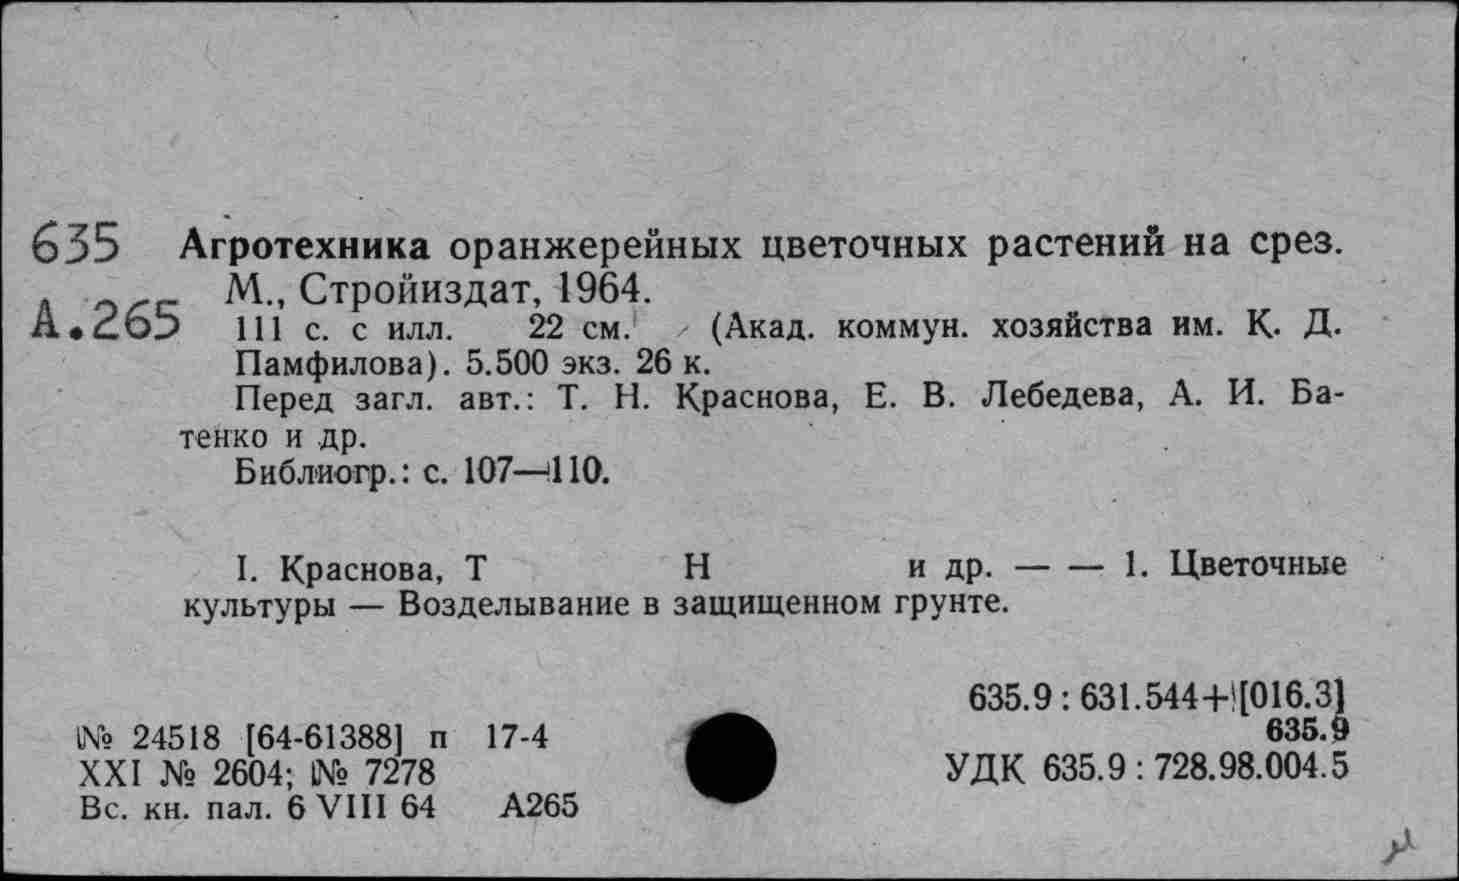 635 Агротехника оранжерейных цветочных растений на срез.
М., Стройиздат, 1964.
А.265 111 с. с илл. 22 см. (Акад. коммун. хозяйства им. К. Д.
Памфилова). 5.500 экз. 26 к.
Перед загл. авт.: Т. Н. Краснова, Е. В. Лебедева, А. И. Ба-
тенко и др.
Библиогр.: с. 107—110.
I. Краснова, Т Н и др. — — 1. Цветочные
культуры — Возделывание в защищенном грунте.
635.9 : 631.544+[016.3]
635.9
№ 24518 [64-61388] п 17-4
XXI № 2604; № 7278
УДК 635.9 : 728.98.004.5
Вс. кн. пал. 6 VIII 64 А265